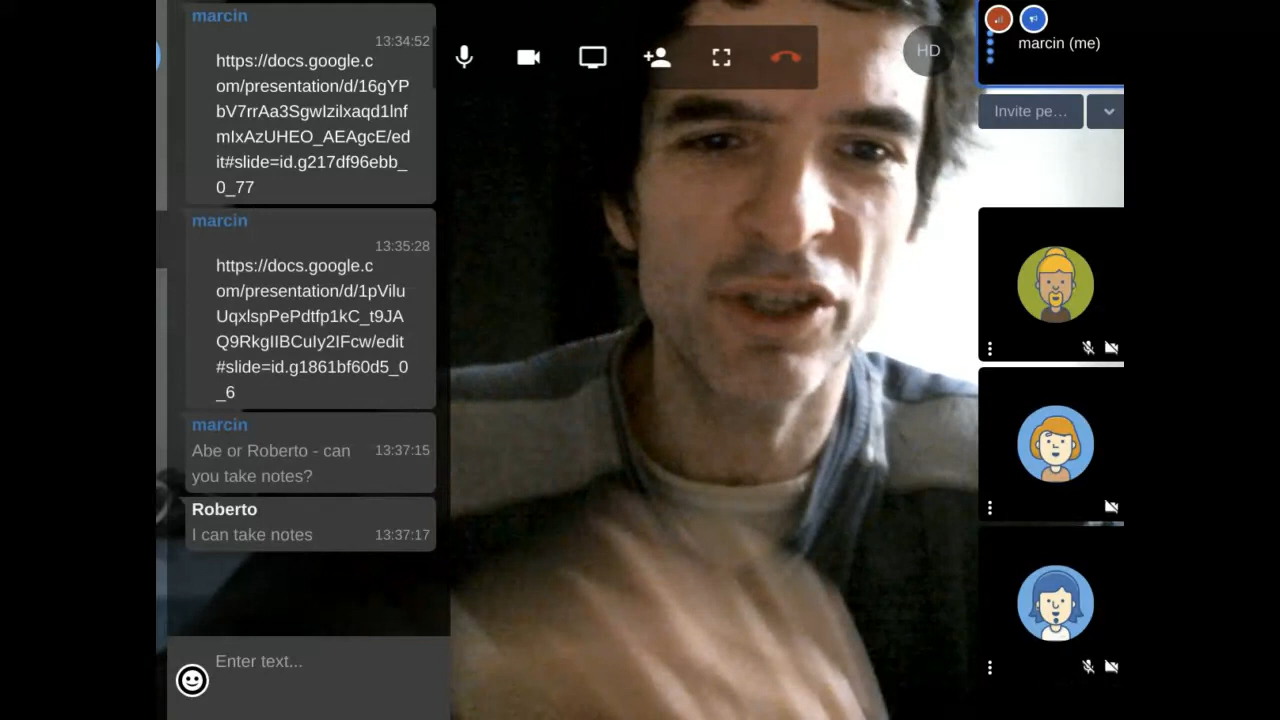 marcin
13:34:52
https://docs.google.c
om/presentation/d/16gYP
bV7rrAa3SgwIzilxaqd1lnf
mIxAzUHEO_AEAgcE/ed
it#slide=id.g217df96ebb_
0_77
marcin
13:35:28
https://docs.google.c
om/presentation/d/1pVilu
UqxlspPePdtfp1kC_t9JA
Q9RkgIIBCuIy2IFcw/edit
#slide=id.g1861bf60d5_0
_6
marcin
Abe or Roberto - can 13:37:15
you take notes?
Roberto
I can take notes 13:37:17
Enter text...
HD
marcin (me)
Invite pe...